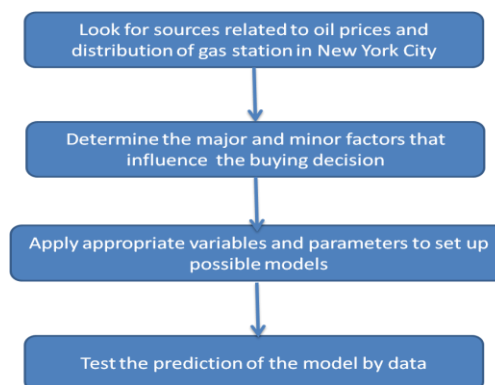 Look for sources related to oil prices and
distribution of gas station in New York City
Determine the major and minor factors that
influence the buying decision
Apply appropriate variables and parameters to set up
possible models
Test the prediction of the model by data